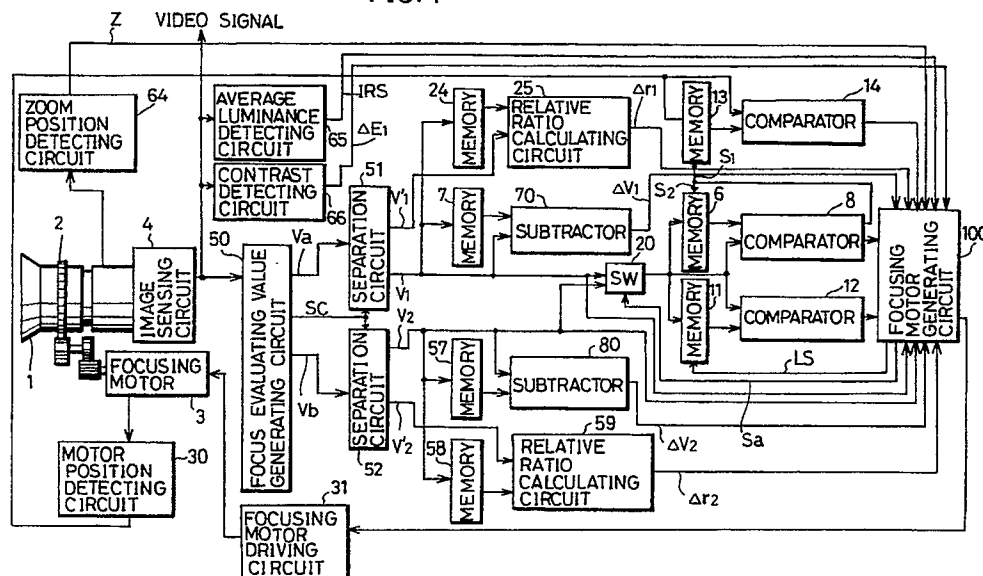 Z
VIDEO SIGNAL
64
ZOOM
POSITION
DETECTING
CIRCUIT
AVERAGE
LUMINANCE
DETECTING
CIRCUIT
65
IRS
ΔE1
CONTRAST
DETECTING
CIRCUIT
66
24
MEMORY
25
RELATIVE
RATIO
CALCULATING
CIRCUIT
Δr1
MEMORY
13
14
COMPARATOR
S1
S2
51
SEPARATION
CIRCUIT
V'1
V1
7
MEMORY
70
SUBTRACTOR
ΔV1
20
SW
6
MEMORY
8
COMPARATOR
MEMORY
11
12
COMPARATOR
FOCUSING
MOTOR
GENERATING
CIRCUIT
100
2
4
IMAGE
SENSING
CIRCUIT
1
50
FOCUS EVALUATING VALUE
GENERATING CIRCUIT
Va
SC
Vb
V2
SEPARATION
CIRCUIT
52
V'2
FOCUSING
MOTOR
3
57
MEMORY
80
SUBTRACTOR
LS
ΔV2
Sa
MOTOR
POSITION
DETECTING
CIRCUIT
30
58
MEMORY
59
RELATIVE
RATIO
CALCULATING
CIRCUIT
Δr2
31
FOCUSING
MOTOR
DRIVING
CIRCUIT